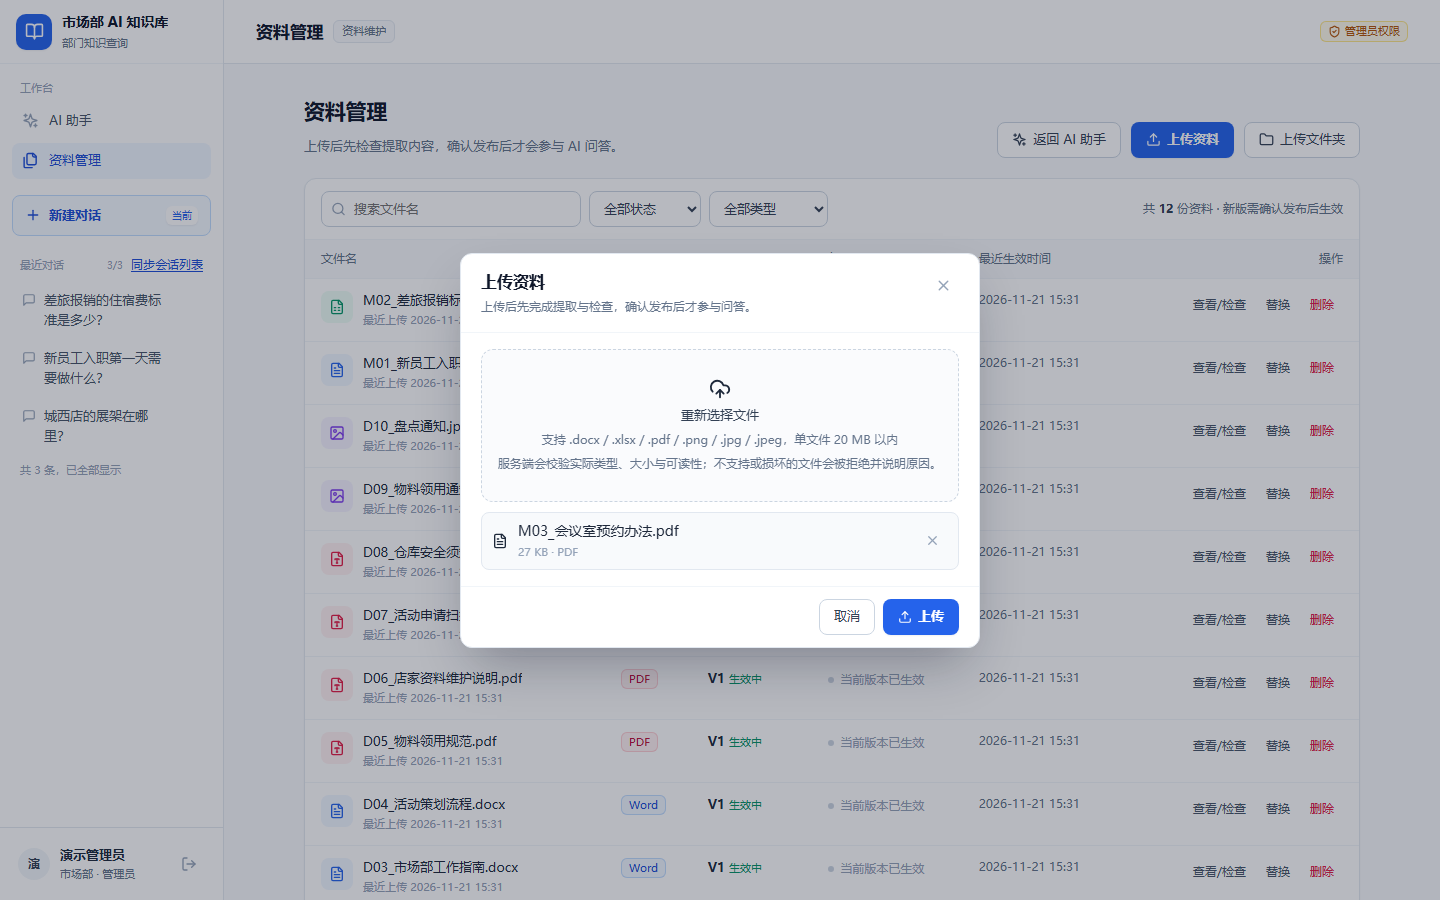 市场部 AI 知识库
部门知识查询
工作台
AI 助手
资料管理
新建对话 当前
最近对话 3/3 同步会话列表
差旅报销的住宿费标
准是多少？
新员工入职第一天需
要做什么？
城西店的展架在哪
里？
共 3 条，已全部显示
演 演示管理员
市场部 · 管理员
资料管理 资料维护 管理员权限
资料管理
上传后先检查提取内容，确认发布后才会参与 AI 问答。
返回 AI 助手 上传资料 上传文件夹
搜索文件名 全部状态 全部类型 共 12 份资料 · 新版需确认发布后生效
文件名 最近生效时间 操作
M02_差旅报销标 2026-11-21 15:31 查看/检查 替换 删除
最近上传 2026-11-
M01_新员工入职 2026-11-21 15:31 查看/检查 替换 删除
最近上传 2026-11-
D10_盘点通知.jp 2026-11-21 15:31 查看/检查 替换 删除
最近上传 2026-11-
D09_物料领用通 2026-11-21 15:31 查看/检查 替换 删除
最近上传 2026-11-
D08_仓库安全须 2026-11-21 15:31 查看/检查 替换 删除
最近上传 2026-11-
D07_活动申请扫 2026-11-21 15:31 查看/检查 替换 删除
最近上传 2026-11-
D06_店家资料维护说明.pdf PDF V1 生效中 当前版本已生效 2026-11-21 15:31 查看/检查 替换 删除
最近上传 2026-11-21 15:31
D05_物料领用规范.pdf PDF V1 生效中 当前版本已生效 2026-11-21 15:31 查看/检查 替换 删除
最近上传 2026-11-21 15:31
D04_活动策划流程.docx Word V1 生效中 当前版本已生效 2026-11-21 15:31 查看/检查 替换 删除
最近上传 2026-11-21 15:31
D03_市场部工作指南.docx Word V1 生效中 当前版本已生效 2026-11-21 15:31 查看/检查 替换 删除
最近上传 2026-11-21 15:31
上传资料
上传后先完成提取与检查，确认发布后才参与问答。
重新选择文件
支持 .docx / .xlsx / .pdf / .png / .jpg / .jpeg，单文件 20 MB 以内
服务端会校验实际类型、大小与可读性；不支持或损坏的文件会被拒绝并说明原因。
M03_会议室预约办法.pdf
27 KB · PDF
取消 上传